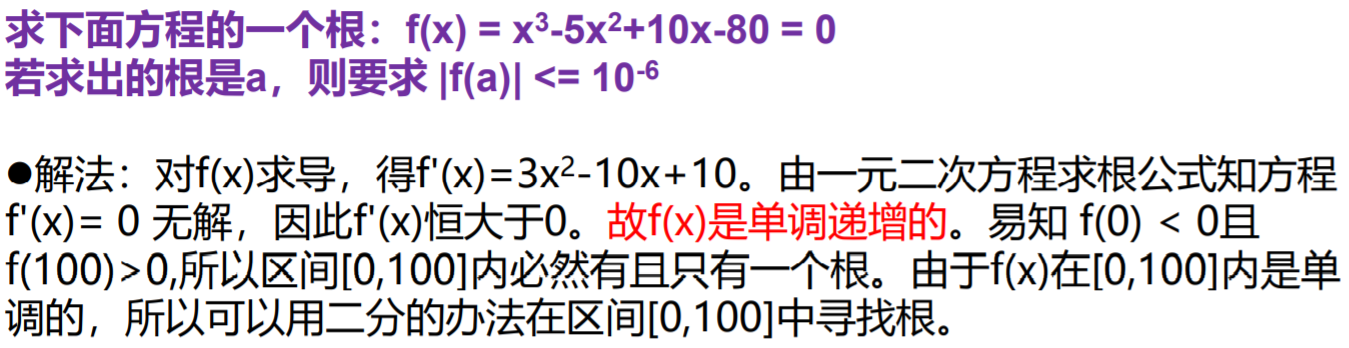 求下面方程的一个根：f(x) = x³-5x²+10x-80 = 0
若求出的根是a，则要求 |f(a)| <= 10⁻⁶
●解法：对f(x)求导，得f'(x)=3x²-10x+10。由一元二次方程求根公式知方程
f'(x)= 0 无解，因此f'(x)恒大于0。故f(x)是单调递增的。易知 f(0) < 0且
f(100)>0,所以区间[0,100]内必然有且只有一个根。由于f(x)在[0,100]内是单
调的，所以可以用二分的办法在区间[0,100]中寻找根。